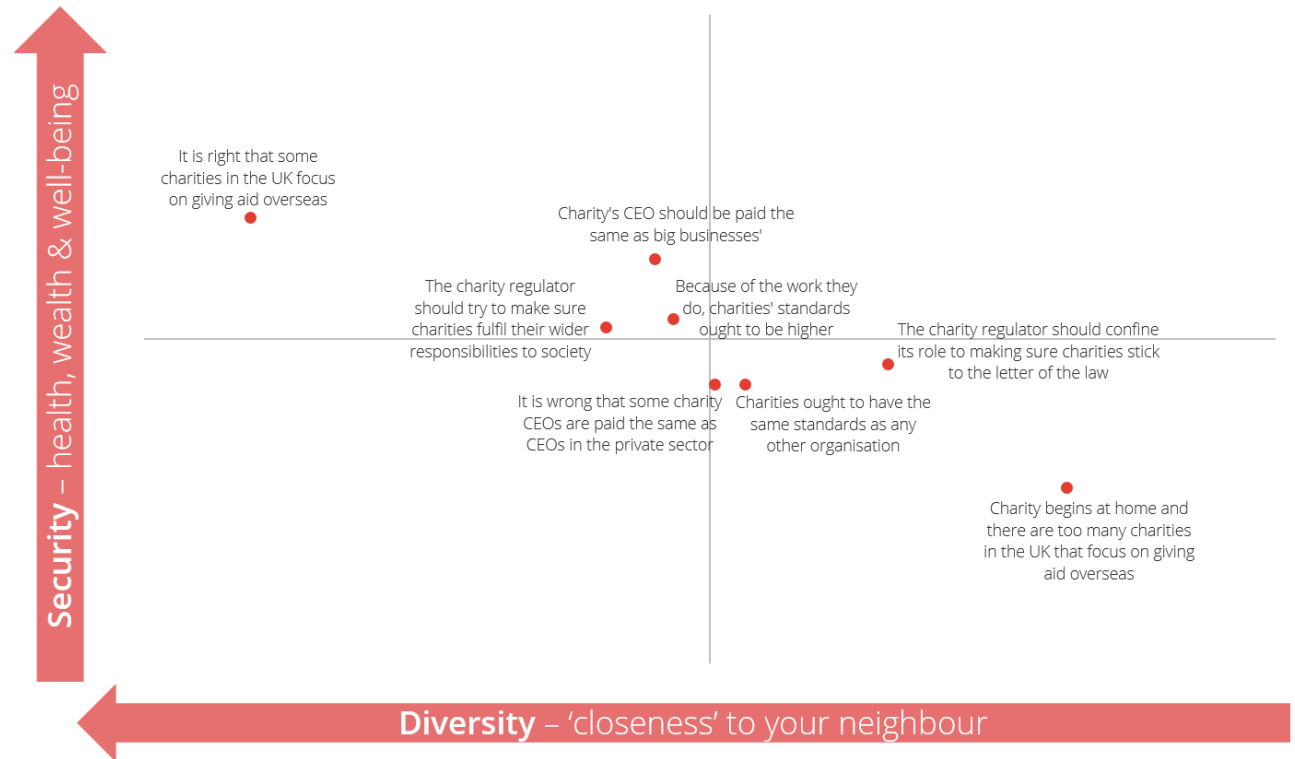 Security – health, wealth & well-being
It is right that some
charities in the UK focus
on giving aid overseas
Charity's CEO should be paid the
same as big businesses'
The charity regulator
should try to make sure
charities fulfil their wider
responsibilities to society
Because of the work they
do, charities' standards
ought to be higher
The charity regulator should confine
its role to making sure charities stick
to the letter of the law
It is wrong that some charity
CEOs are paid the same as
CEOs in the private sector
Charities ought to have the
same standards as any
other organisation
Charity begins at home and
there are too many charities
in the UK that focus on giving
aid overseas
Diversity – ‘closeness’ to your neighbour